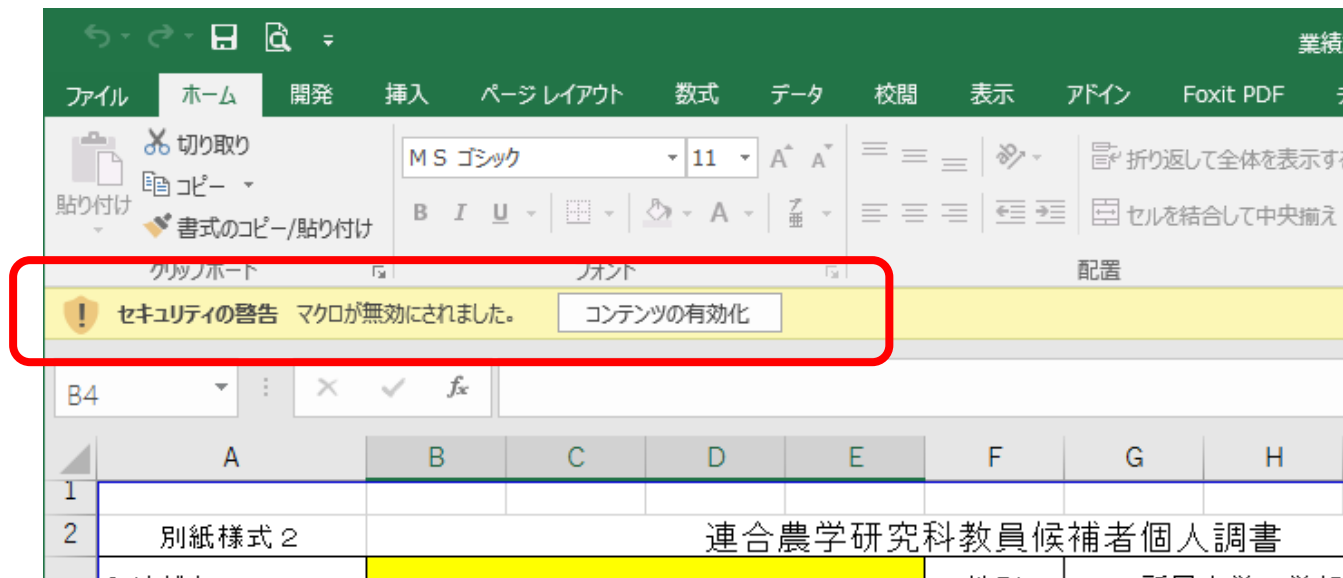 業績
ファイル ホーム 開発 挿入 ページ レイアウト 数式 データ 校閲 表示 アドイン Foxit PDF
切り取り
コピー
書式のコピー/貼り付け
貼り付け
ＭＳ ゴシック 11
B I U A
折り返して全体を表示する
セルを結合して中央揃え
クリップボード フォント 配置
セキュリティの警告 マクロが無効にされました。 コンテンツの有効化
B4 fx
A B C D E F G H
1
2 別紙様式２ 連合農学研究科教員候補者個人調書